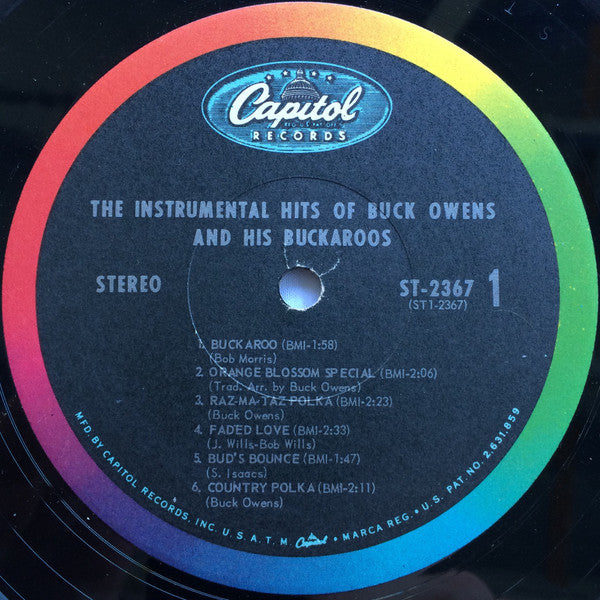 Capitol
RECORDS
THE INSTRUMENTAL HITS OF BUCK OWENS
AND HIS BUCKAROOS
STEREO
ST-2367 1
(ST1-2367)
1. BUCKAROO (BMI-1:58)
(Bob Morris)
2. ORANGE BLOSSOM SPECIAL (BMI-2:06)
(Trad. Arr. by Buck Owens)
3. RAZ-MA-TAZ POLKA (BMI-2:23)
(Buck Owens)
4. FADED LOVE (BMI-2:33)
(J. Wills-Bob Wills)
5. BUD'S BOUNCE (BMI-1:47)
(S. Isaacs)
6. COUNTRY POLKA (BMI-2:11)
(Buck Owens)
MFD. BY CAPITOL RECORDS, INC. U.S.A. T.M. Capitol • MARCA REG. • U.S. PAT. NO. 2,631,859